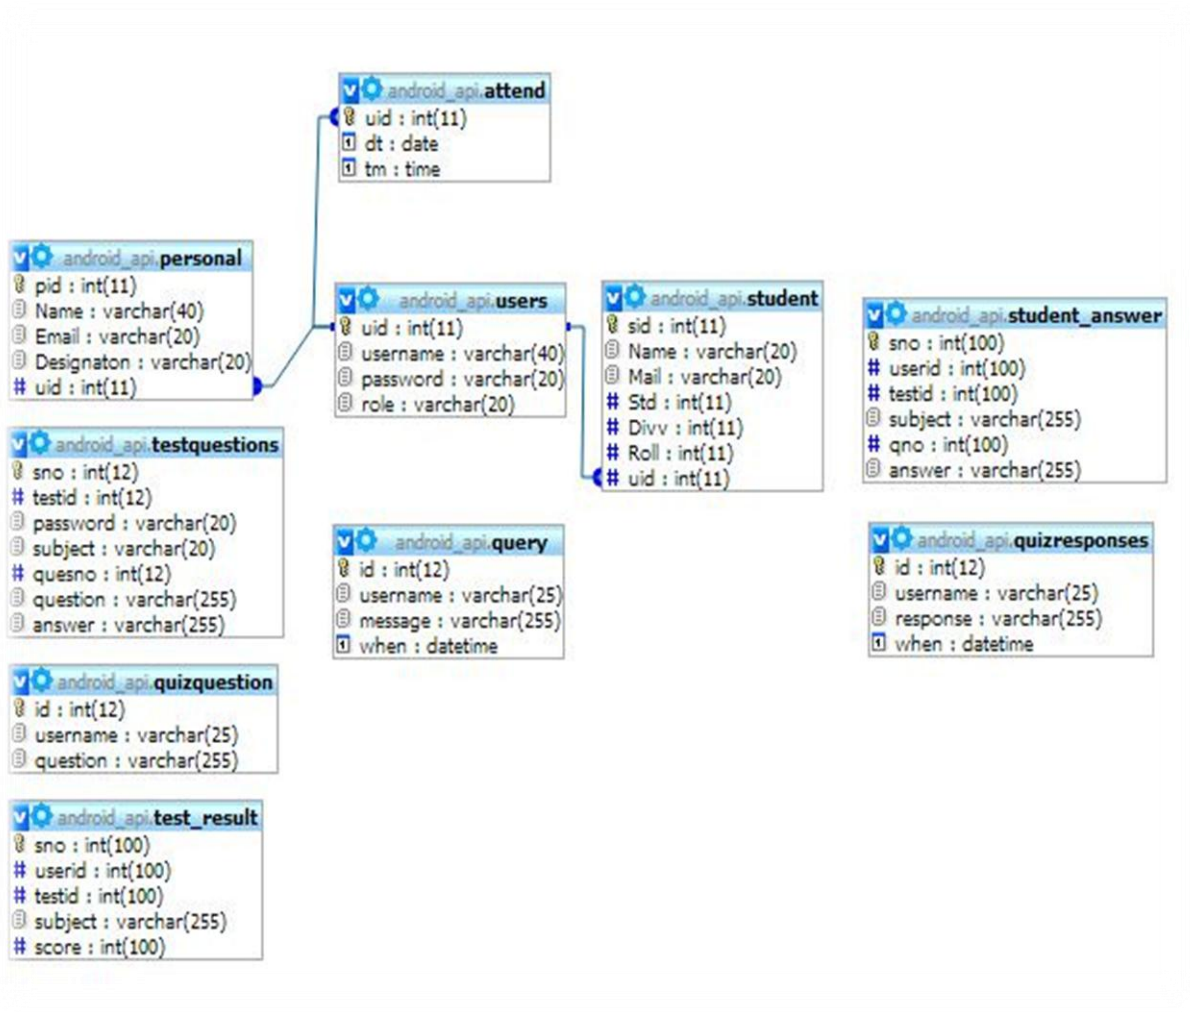 android_api.attend
uid : int(11)
dt : date
tm : time
android_api.personal
pid : int(11)
Name : varchar(40)
Email : varchar(20)
Designaton : varchar(20)
uid : int(11)
android_api.users
uid : int(11)
username : varchar(40)
password : varchar(20)
role : varchar(20)
android_api.student
sid : int(11)
Name : varchar(20)
Mail : varchar(20)
Std : int(11)
Divv : int(11)
Roll : int(11)
uid : int(11)
android_api.student_answer
sno : int(100)
userid : int(100)
testid : int(100)
subject : varchar(255)
qno : int(100)
answer : varchar(255)
android_api.testquestions
sno : int(12)
testid : int(12)
password : varchar(20)
subject : varchar(20)
quesno : int(12)
question : varchar(255)
answer : varchar(255)
android_api.query
id : int(12)
username : varchar(25)
message : varchar(255)
when : datetime
android_api.quizresponses
id : int(12)
username : varchar(25)
response : varchar(255)
when : datetime
android_api.quizquestion
id : int(12)
username : varchar(25)
question : varchar(255)
android_api.test_result
sno : int(100)
userid : int(100)
testid : int(100)
subject : varchar(255)
score : int(100)